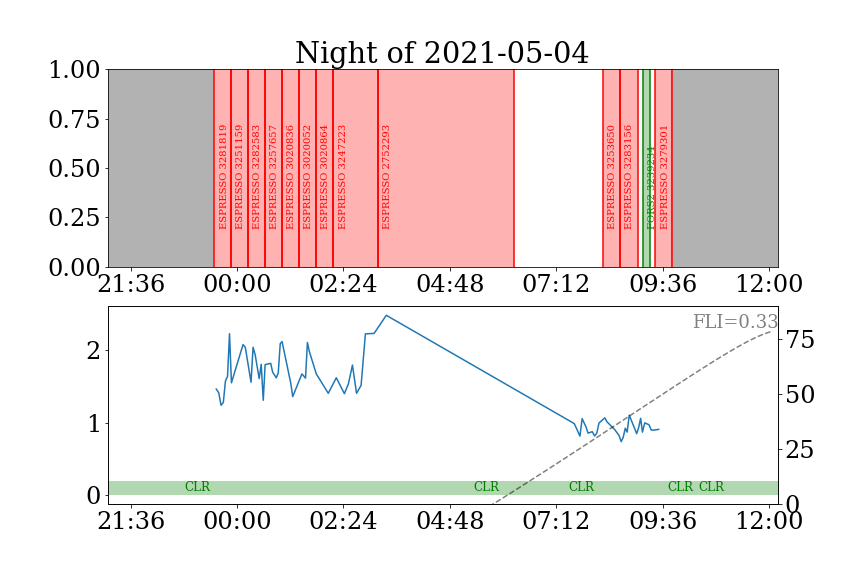 Night of 2021-05-04
1.00
0.75
0.50
0.25
0.00
ESPRESSO 3281819
ESPRESSO 3251159
ESPRESSO 3282583
ESPRESSO 3257657
ESPRESSO 3020836
ESPRESSO 3020052
ESPRESSO 3020864
ESPRESSO 3247223
ESPRESSO 2752293
ESPRESSO 3253650
ESPRESSO 3283156
FORS2 3239234
ESPRESSO 3279301
21:36 00:00 02:24 04:48 07:12 09:36 12:00
FLI=0.33
2
1
0
75
50
25
0
CLR CLR CLR CLR CLR
21:36 00:00 02:24 04:48 07:12 09:36 12:00